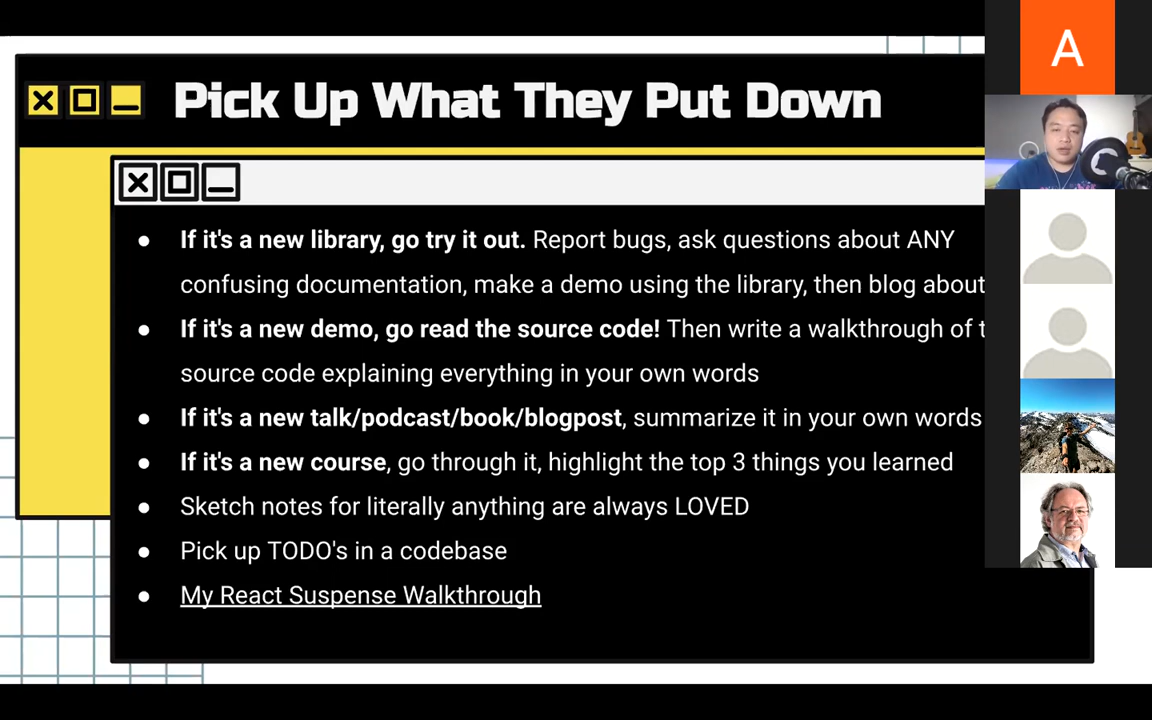 Pick Up What They Put Down
A
● If it's a new library, go try it out. Report bugs, ask questions about ANY
confusing documentation, make a demo using the library, then blog about
● If it's a new demo, go read the source code! Then write a walkthrough of t
source code explaining everything in your own words
● If it's a new talk/podcast/book/blogpost, summarize it in your own words
● If it's a new course, go through it, highlight the top 3 things you learned
● Sketch notes for literally anything are always LOVED
● Pick up TODO's in a codebase
● My React Suspense Walkthrough